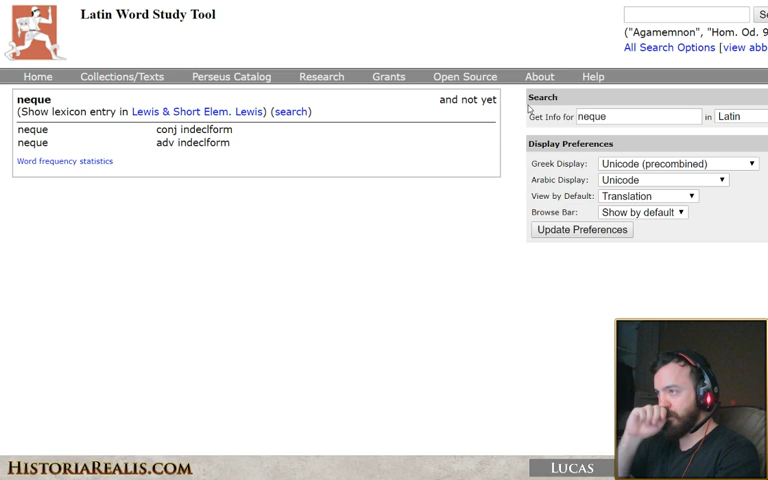 Latin Word Study Tool
Se
("Agamemnon", "Hom. Od. 9
All Search Options [view abb
Home Collections/Texts Perseus Catalog Research Grants Open Source About Help
neque and not yet
(Show lexicon entry in Lewis & Short Elem. Lewis) (search)
neque conj indeclform
neque adv indeclform
Word frequency statistics
Search
Get Info for neque in Latin
Display Preferences
Greek Display: Unicode (precombined)
Arabic Display: Unicode
View by Default: Translation
Browse Bar: Show by default
Update Preferences
HISTORIAREALIS.COM
LUCAS